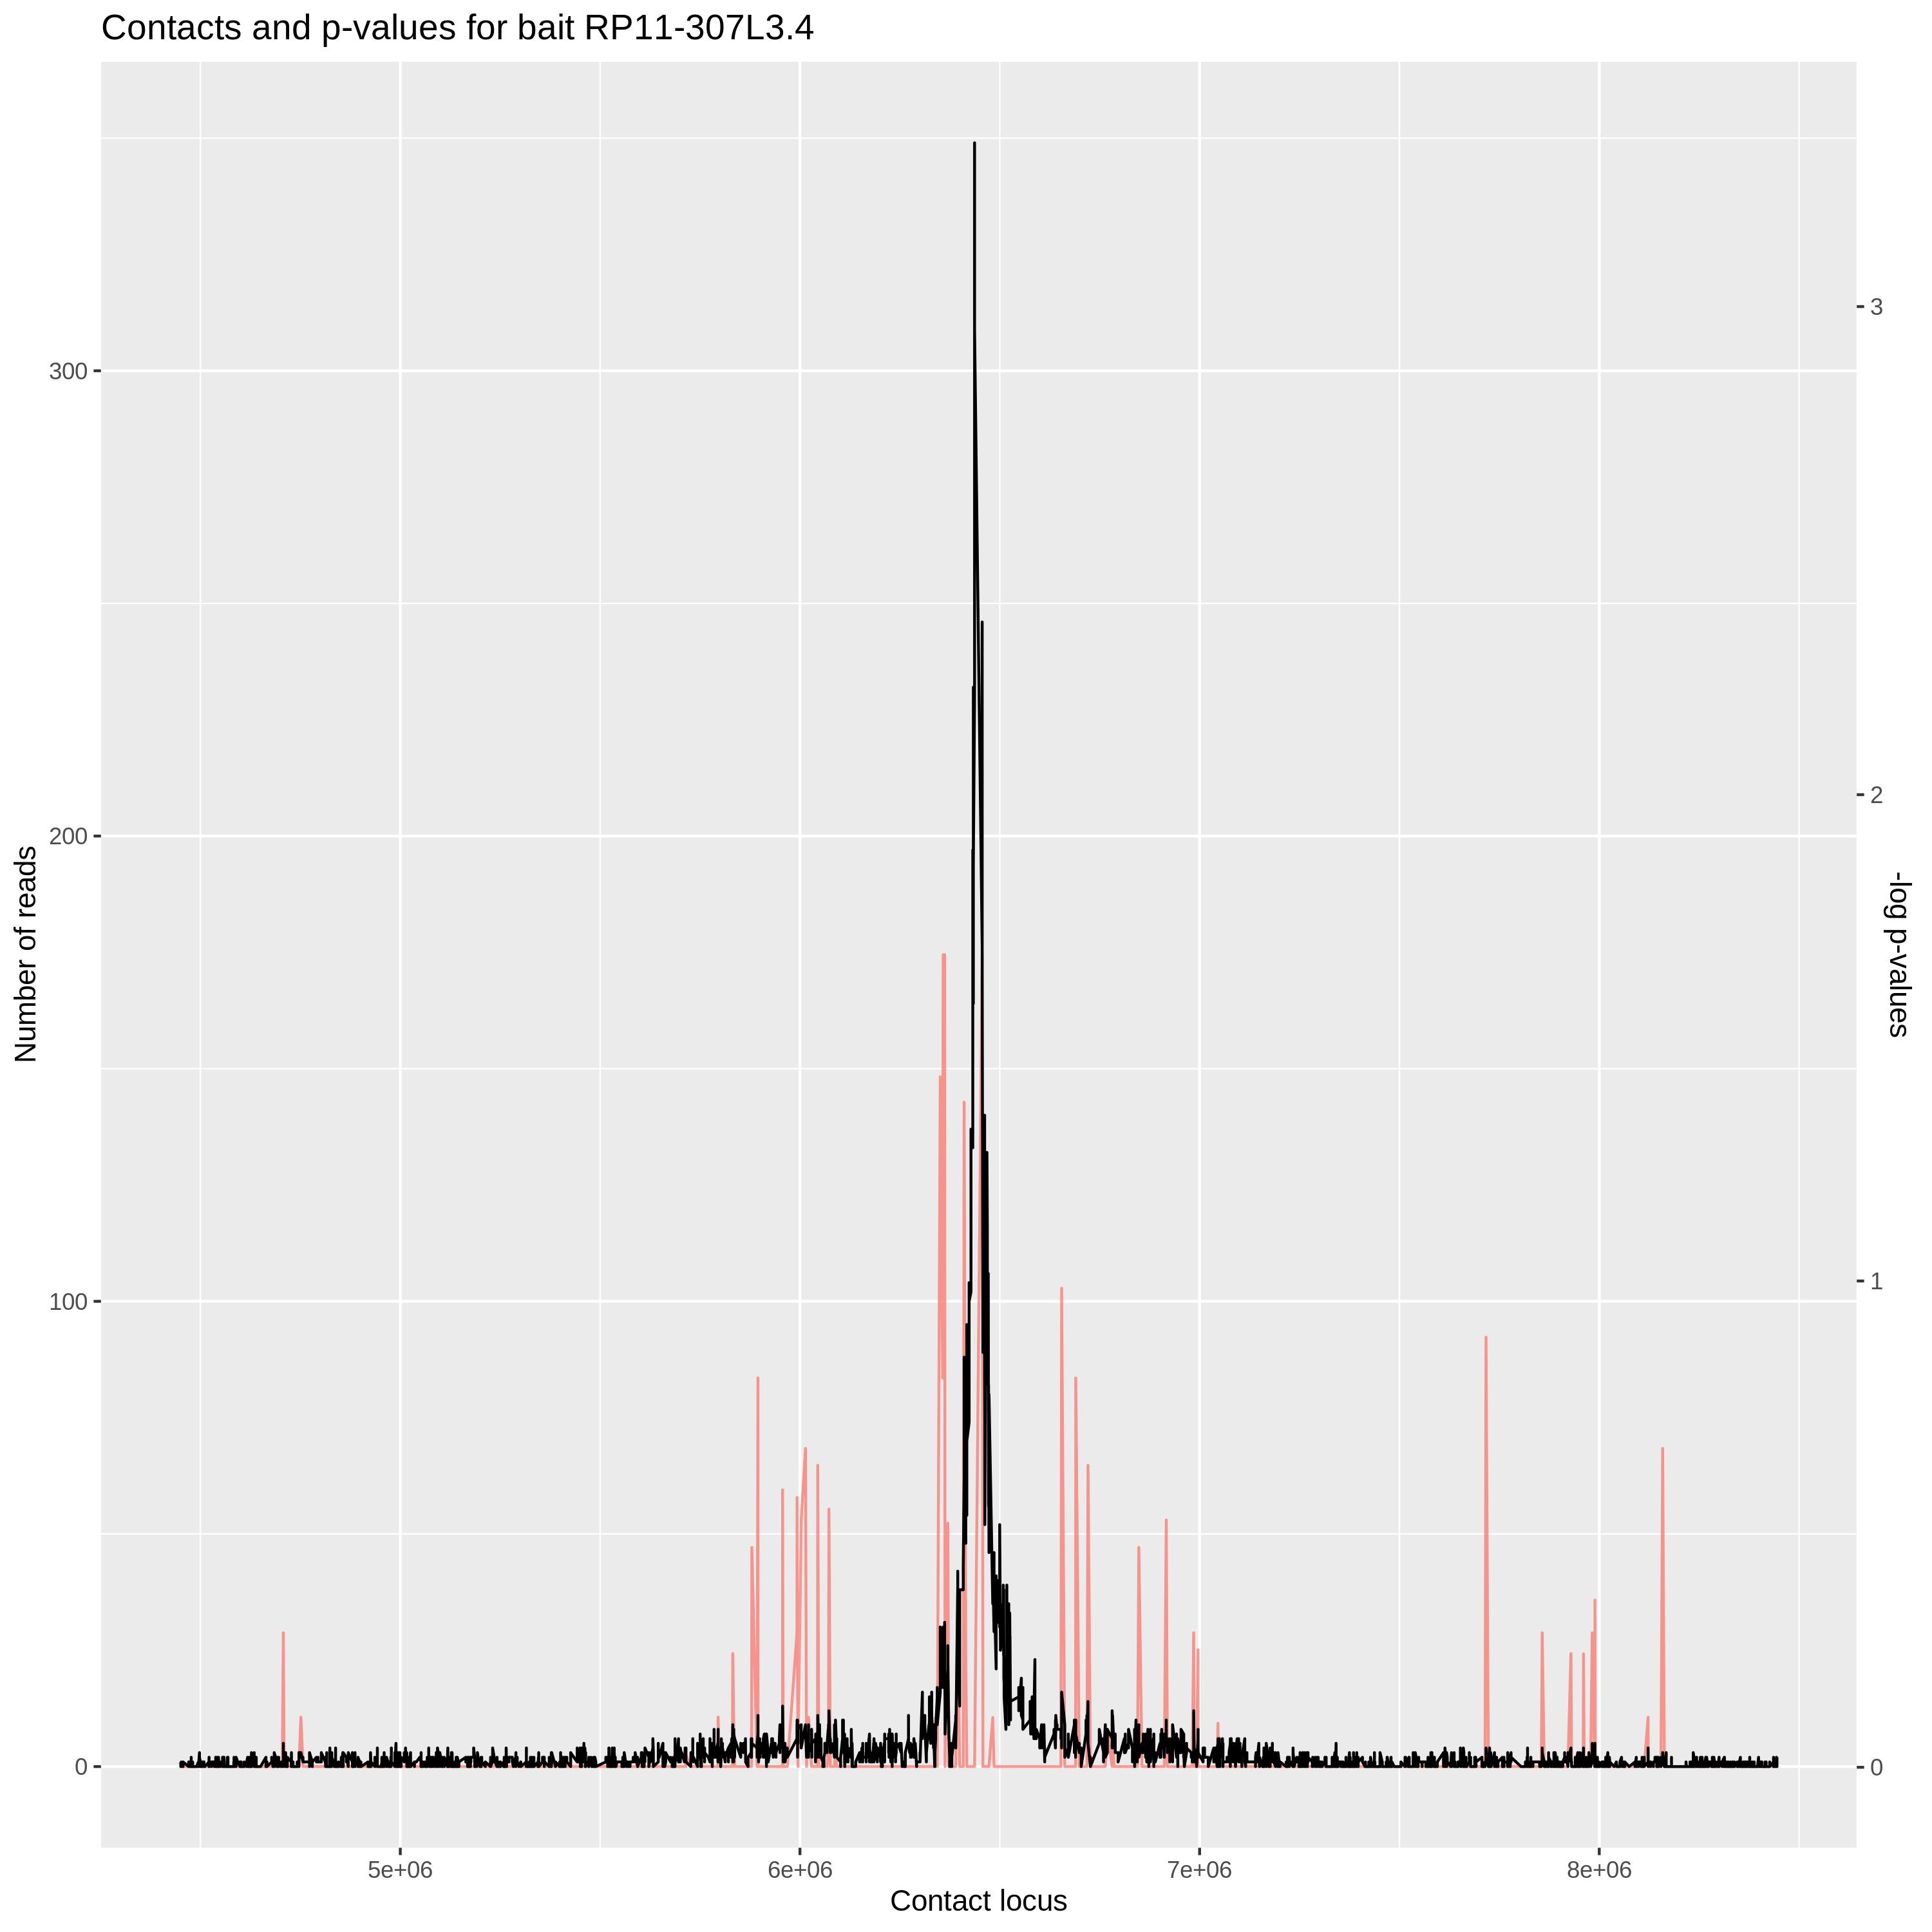 Contacts and p-values for bait RP11-307L3.4
Number of reads
300
200
100
0
-log p-values
3
2
1
0
5e+06 6e+06 7e+06 8e+06
Contact locus